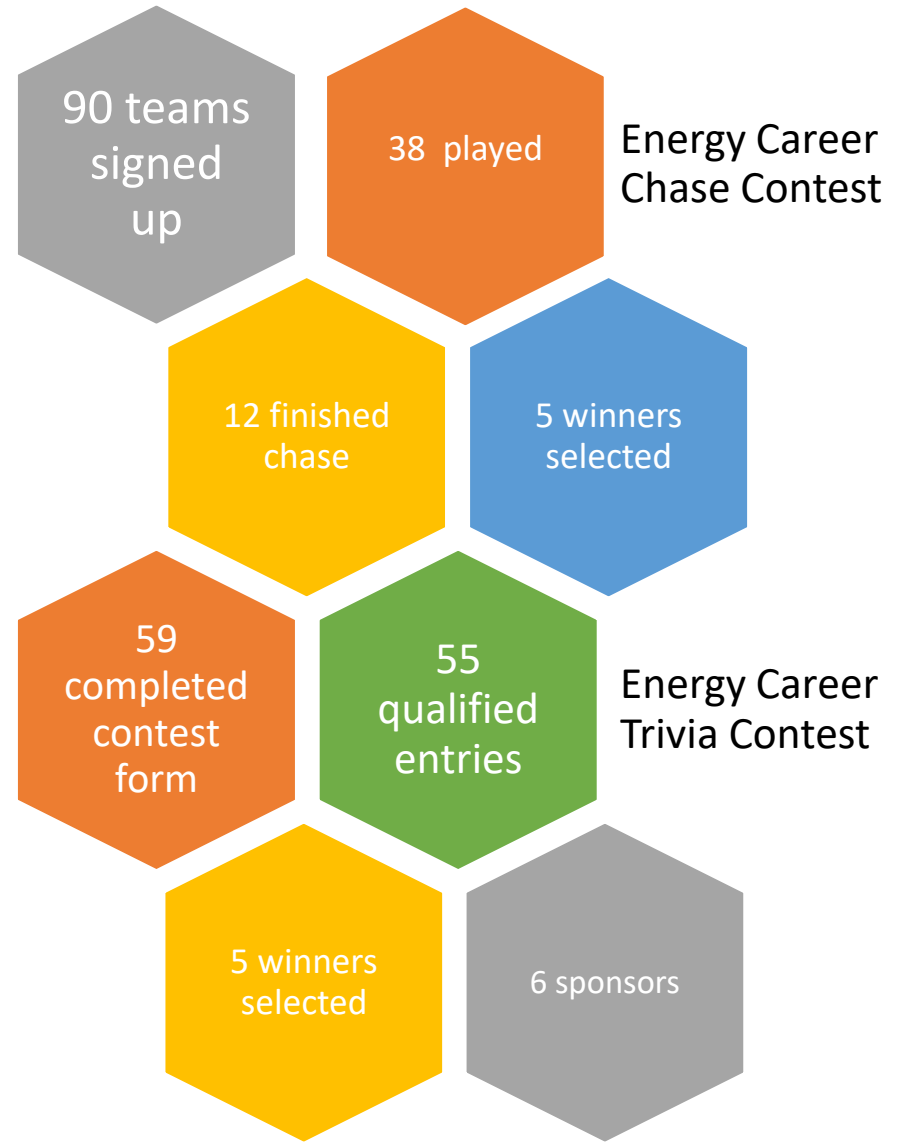 90 teams
signed
up
38  played
Energy Career
Chase Contest
12 finished
chase
5 winners
selected
59
completed
contest
form
55
qualified
entries
Energy Career
Trivia Contest
5 winners
selected
6 sponsors